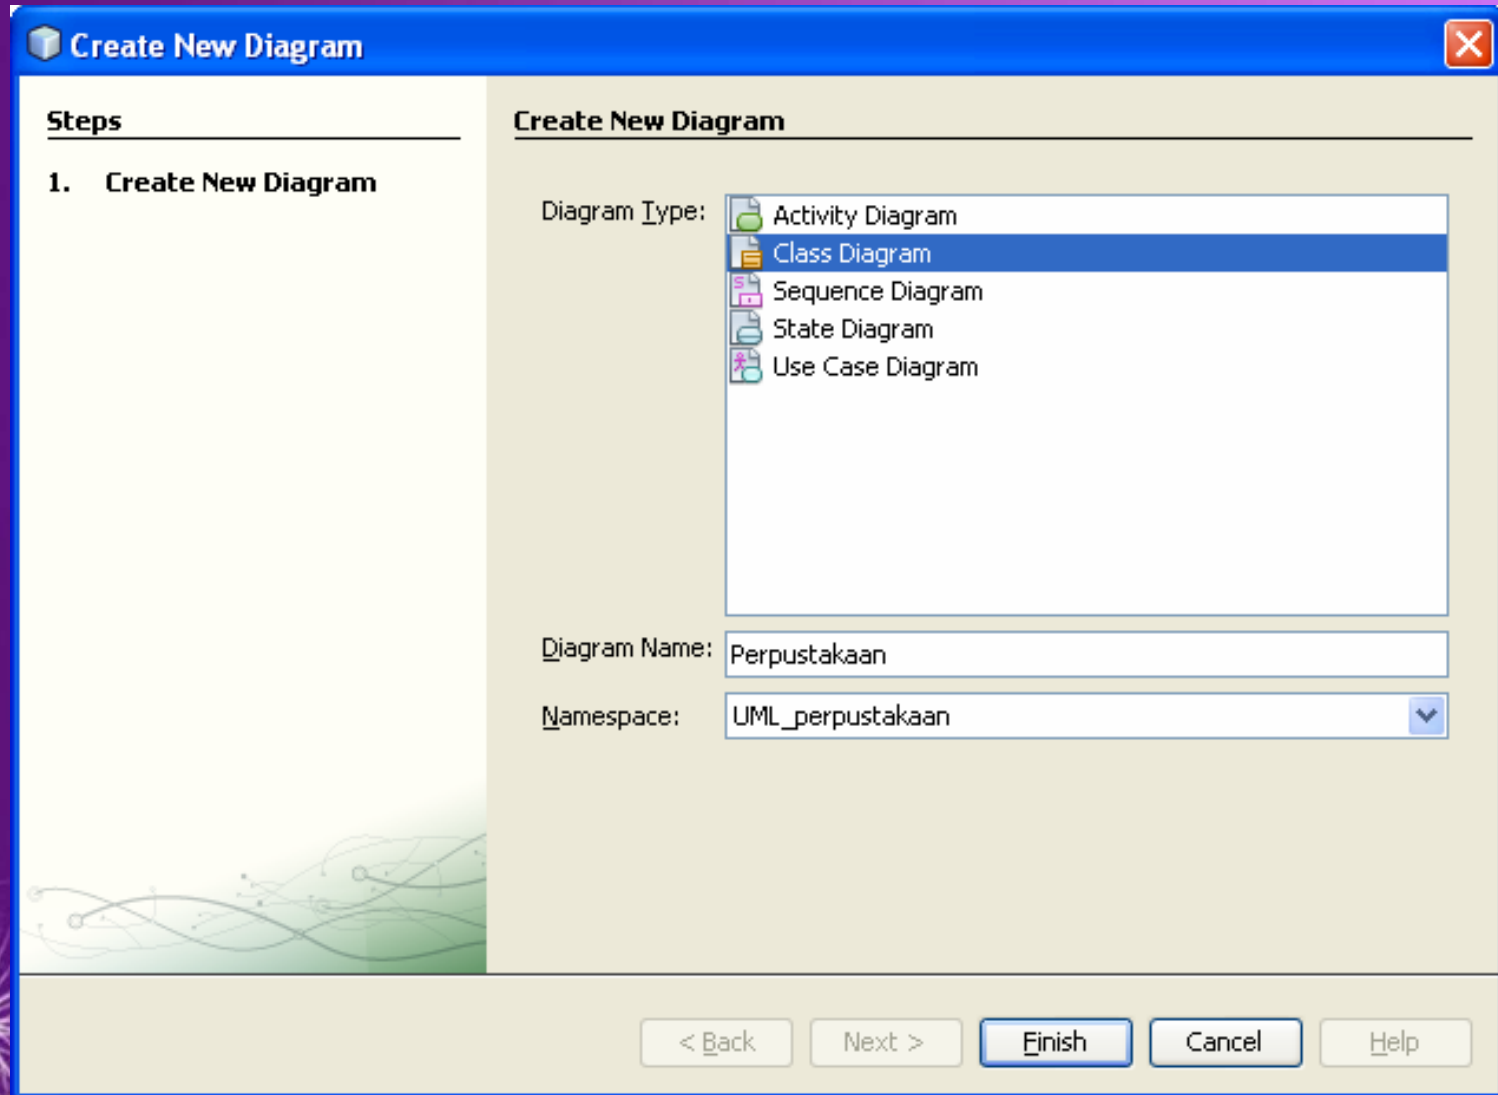 Create New Diagram
Steps
1. Create New Diagram
Create New Diagram
Diagram Type:
Activity Diagram
Class Diagram
Sequence Diagram
State Diagram
Use Case Diagram
Diagram Name: Perpustakaan
Namespace: UML_perpustakaan
< Back Next > Finish Cancel Help